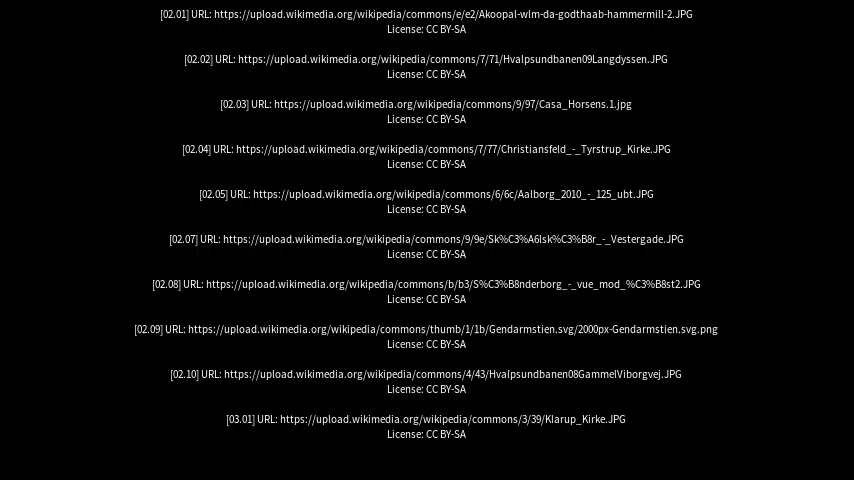 [02.01] URL: https://upload.wikimedia.org/wikipedia/commons/e/e2/Akoopal-wlm-da-godthaab-hammermill-2.JPG
License: CC BY-SA
[02.02] URL: https://upload.wikimedia.org/wikipedia/commons/7/71/Hvalpsundbanen09Langdyssen.JPG
License: CC BY-SA
[02.03] URL: https://upload.wikimedia.org/wikipedia/commons/9/97/Casa_Horsens.1.jpg
License: CC BY-SA
[02.04] URL: https://upload.wikimedia.org/wikipedia/commons/7/77/Christiansfeld_-_Tyrstrup_Kirke.JPG
License: CC BY-SA
[02.05] URL: https://upload.wikimedia.org/wikipedia/commons/6/6c/Aalborg_2010_-_125_ubt.JPG
License: CC BY-SA
[02.07] URL: https://upload.wikimedia.org/wikipedia/commons/9/9e/Sk%C3%A6lsk%C3%B8r_-_Vestergade.JPG
License: CC BY-SA
[02.08] URL: https://upload.wikimedia.org/wikipedia/commons/b/b3/S%C3%B8nderborg_-_vue_mod_%C3%B8st2.JPG
License: CC BY-SA
[02.09] URL: https://upload.wikimedia.org/wikipedia/commons/thumb/1/1b/Gendarmstien.svg/2000px-Gendarmstien.svg.png
License: CC BY-SA
[02.10] URL: https://upload.wikimedia.org/wikipedia/commons/4/43/Hvalpsundbanen08GammelViborgvej.JPG
License: CC BY-SA
[03.01] URL: https://upload.wikimedia.org/wikipedia/commons/3/39/Klarup_Kirke.JPG
License: CC BY-SA